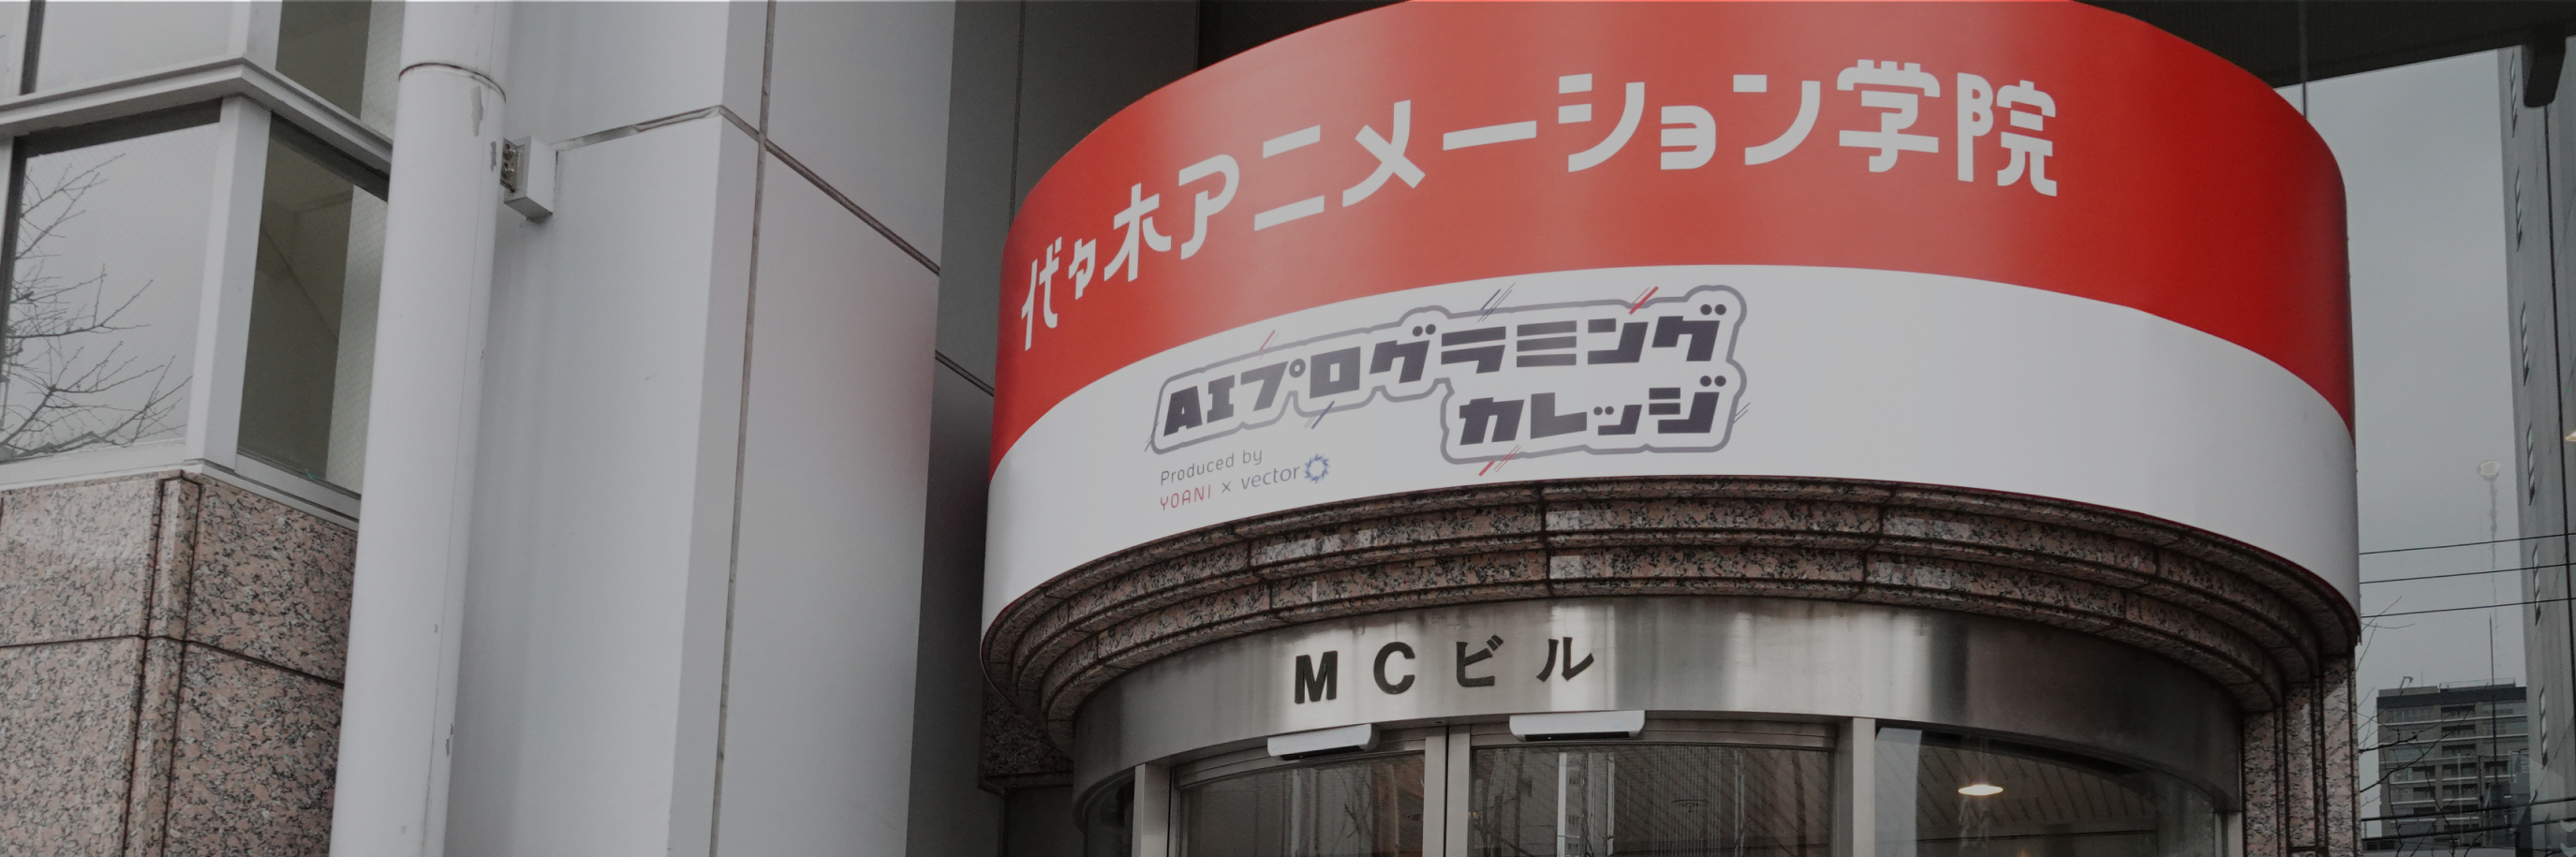 代々木アニメーション学院
AIプログラミング
カレッジ
Produced by
YOANI × vector
MCビル